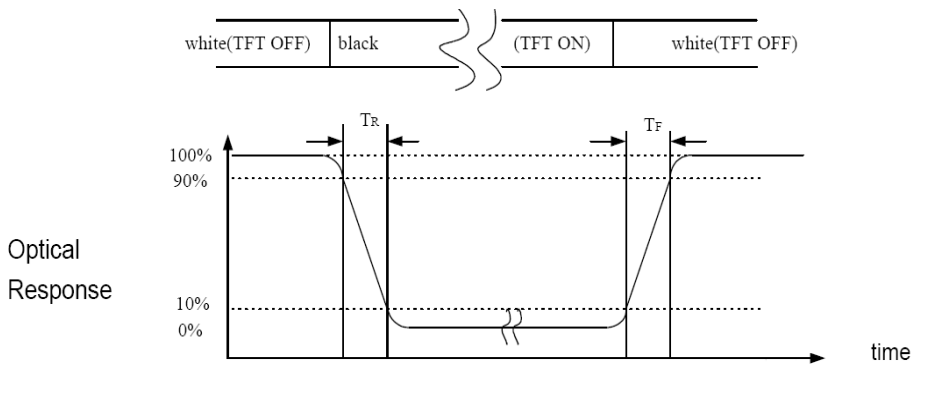 white(TFT OFF) black (TFT ON) white(TFT OFF)
TR TF
100%
90%
Optical
Response
10%
0%
time